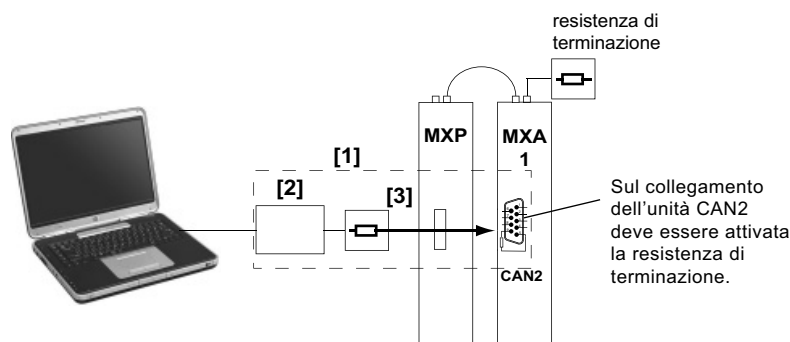 resistenza di
terminazione
MXP
MXA
1
[1]
[2]
[3]
Sul collegamento
dell'unità CAN2
deve essere attivata
la resistenza di
terminazione.
CAN2